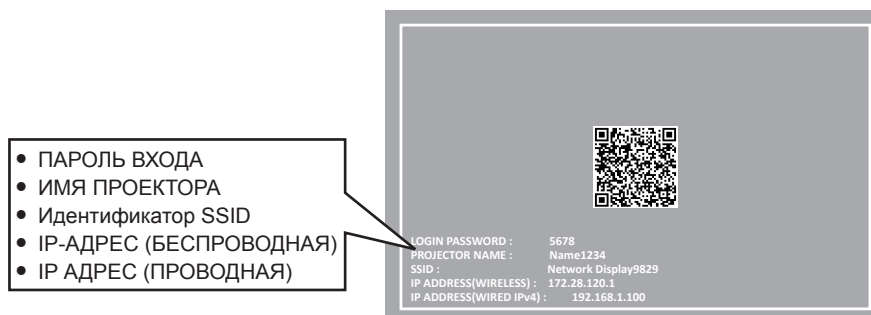 • ПАРОЛЬ ВХОДА
• ИМЯ ПРОЕКТОРА
• Идентификатор SSID
• IP-АДРЕС (БЕСПРОВОДНАЯ)
• IP АДРЕС (ПРОВОДНАЯ)
LOGIN PASSWORD : 5678
PROJECTOR NAME : Name1234
SSID : Network Display9829
IP ADDRESS(WIRELESS) : 172.28.120.1
IP ADDRESS(WIRED IPv4) : 192.168.1.100